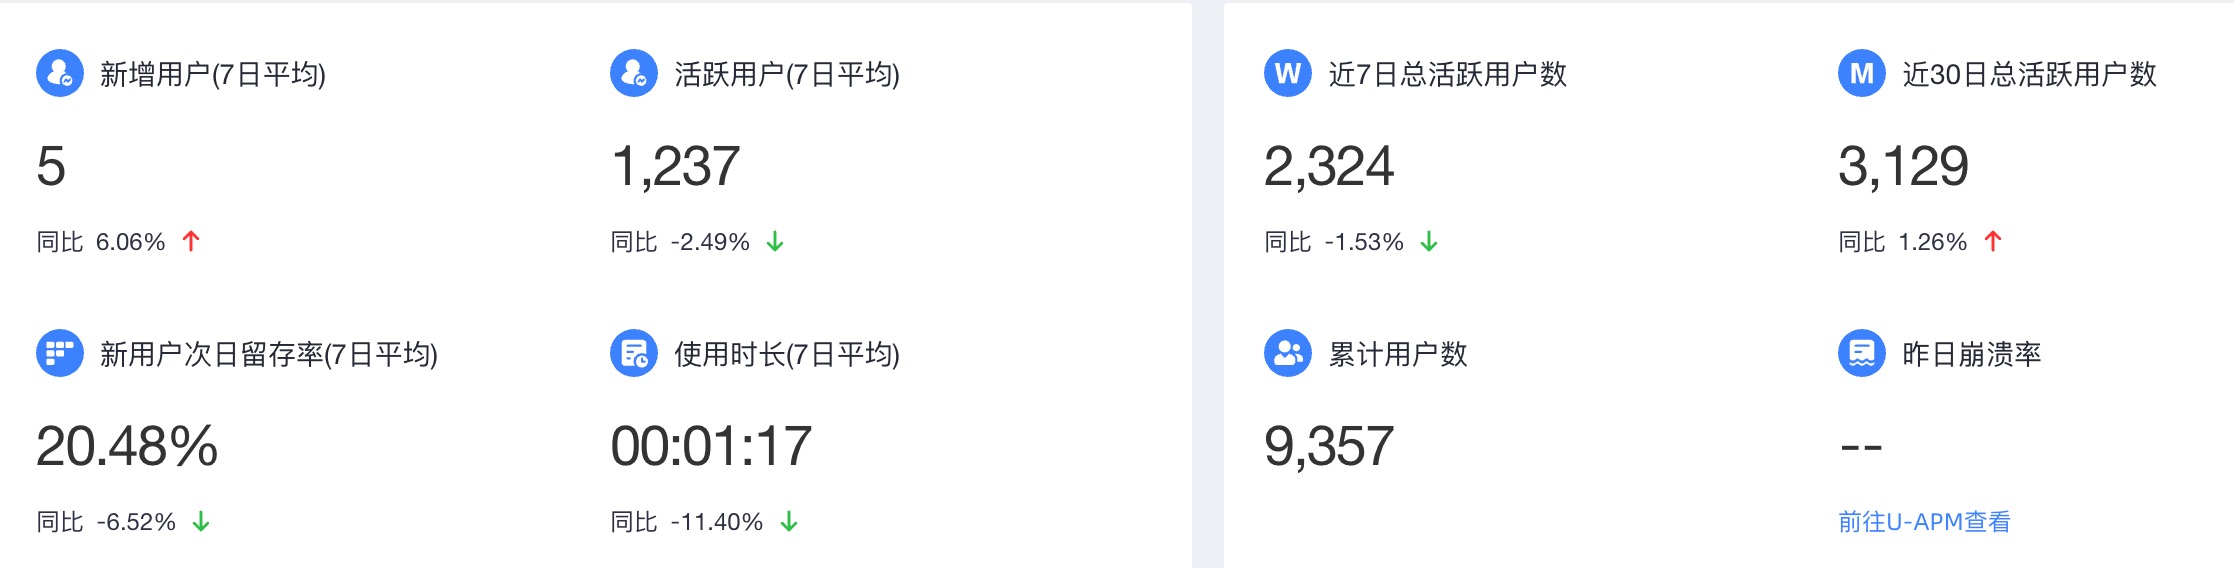 新增用户(7日平均)
5
同比 6.06% ↑
活跃用户(7日平均)
1,237
同比 -2.49% ↓
新用户次日留存率(7日平均)
20.48%
同比 -6.52% ↓
使用时长(7日平均)
00:01:17
同比 -11.40% ↓
W 近7日总活跃用户数
2,324
同比 -1.53% ↓
M 近30日总活跃用户数
3,129
同比 1.26% ↑
累计用户数
9,357
昨日崩溃率
--
前往U-APM查看